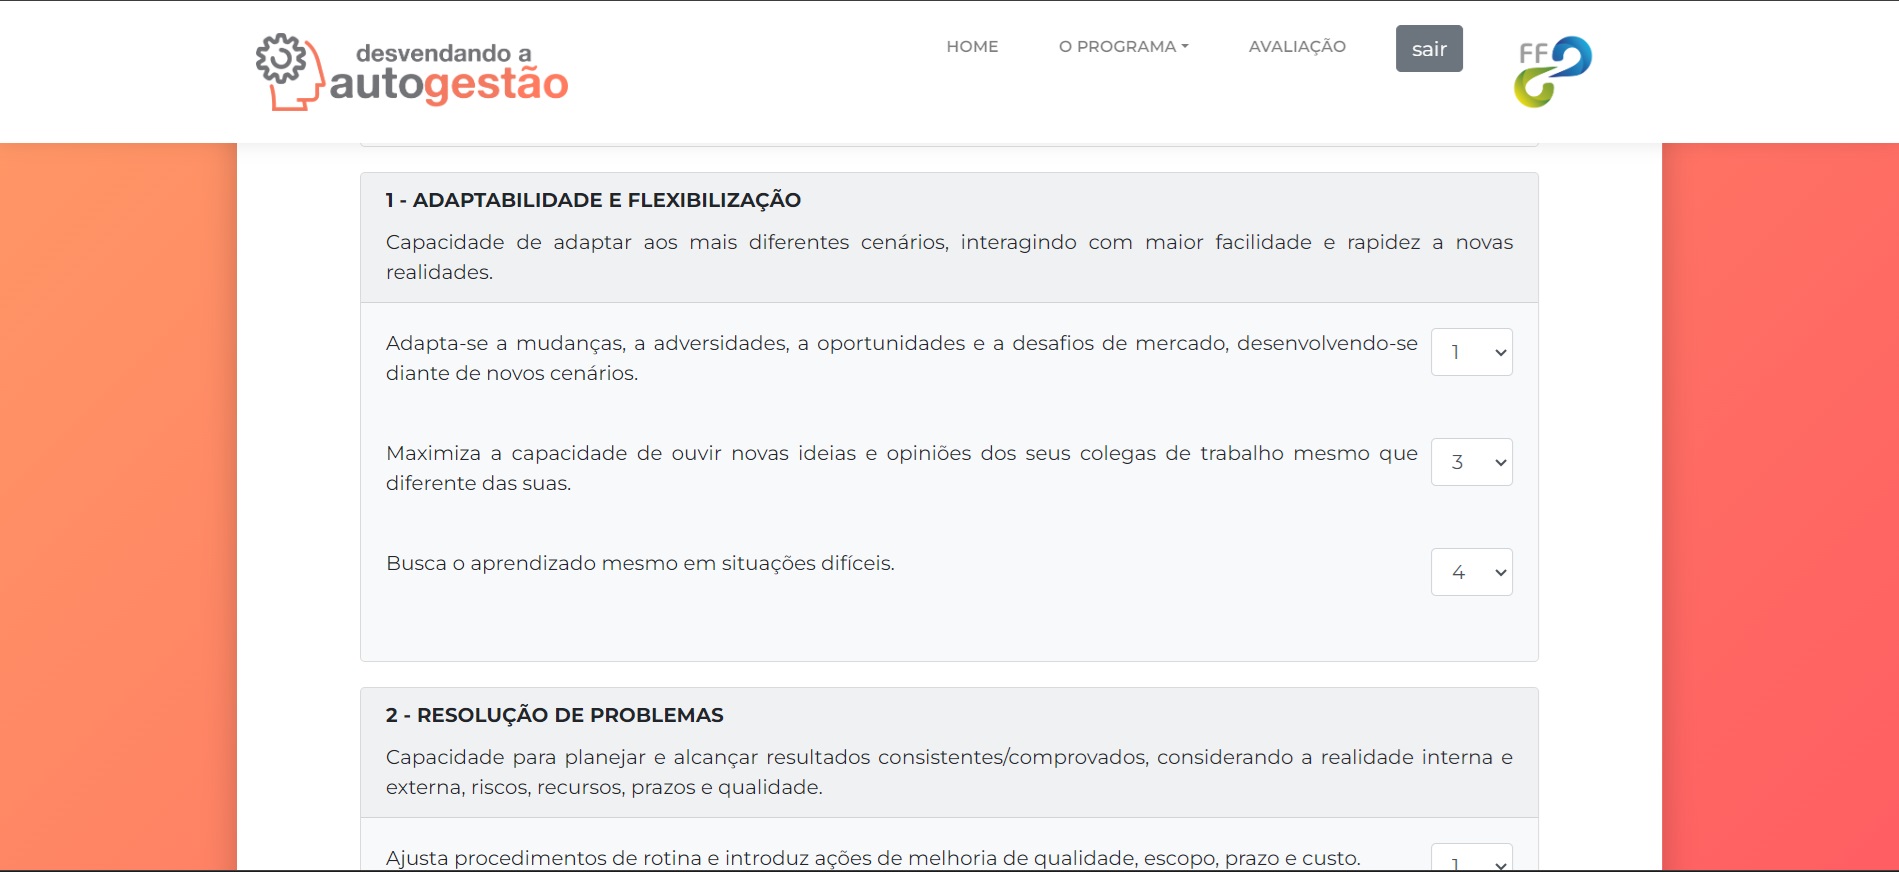 desvendando a
autogestão
HOME
O PROGRAMA
AVALIAÇÃO
sair
FF
1 - ADAPTABILIDADE E FLEXIBILIZAÇÃO
Capacidade de adaptar aos mais diferentes cenários, interagindo com maior facilidade e rapidez a novas
realidades.
Adapta-se a mudanças, a adversidades, a oportunidades e a desafios de mercado, desenvolvendo-se
diante de novos cenários.
1
Maximiza a capacidade de ouvir novas ideias e opiniões dos seus colegas de trabalho mesmo que
diferente das suas.
3
Busca o aprendizado mesmo em situações difíceis.
4
2 - RESOLUÇÃO DE PROBLEMAS
Capacidade para planejar e alcançar resultados consistentes/comprovados, considerando a realidade interna e
externa, riscos, recursos, prazos e qualidade.
Ajusta procedimentos de rotina e introduz ações de melhoria de qualidade, escopo, prazo e custo.
1